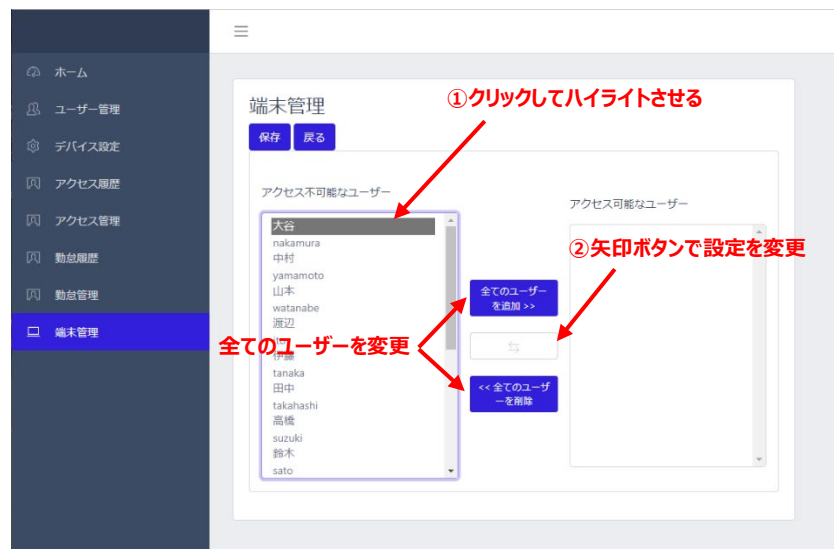 ホーム
ユーザー管理
デバイス設定
アクセス履歴
アクセス管理
勤怠履歴
勤怠管理
端末管理
端末管理
①クリックしてハイライトさせる
保存
戻る
アクセス不可能なユーザー
アクセス可能なユーザー
大谷
nakamura
中村
yamamoto
山本
watanabe
渡辺
伊藤
tanaka
田中
takahashi
高橋
suzuki
鈴木
sato
②矢印ボタンで設定を変更
全てのユーザー
を追加 >>
全てのユーザーを変更
<< 全てのユーザ
ーを削除